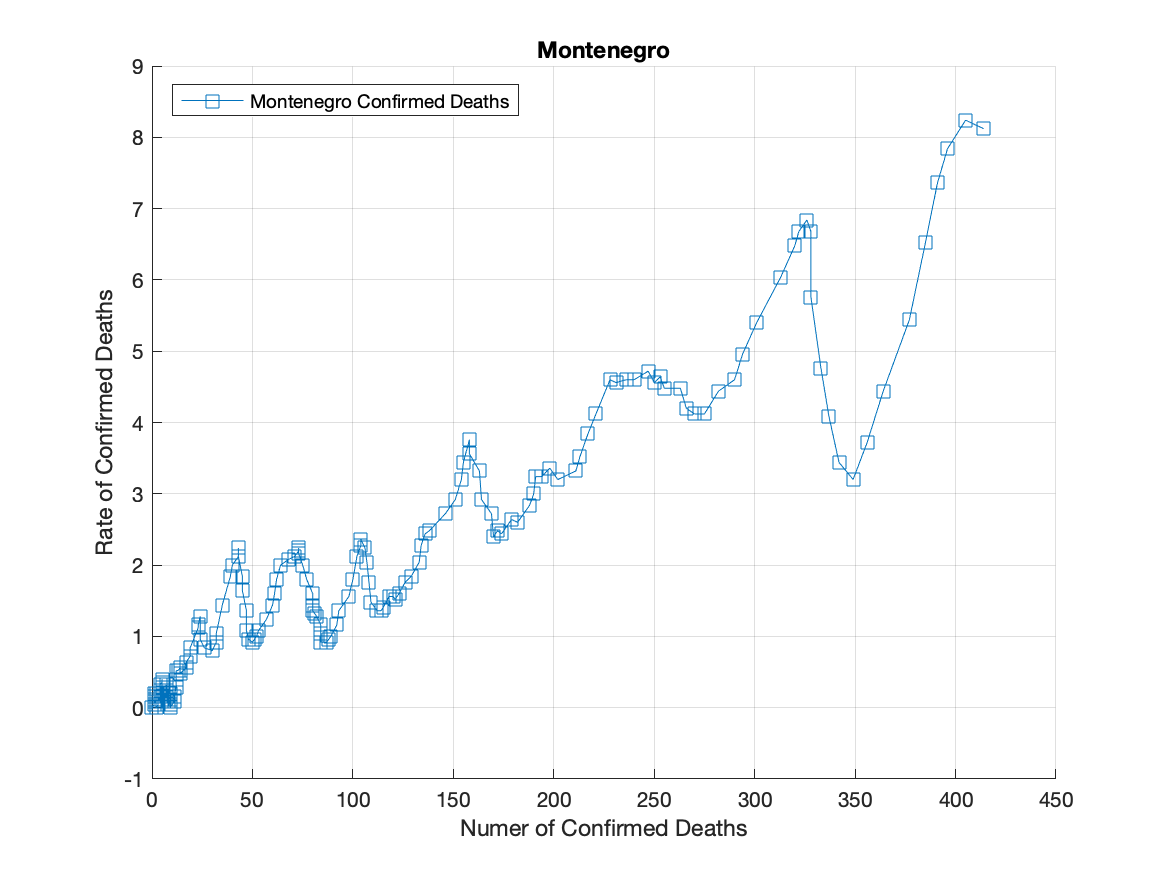 Montenegro
Montenegro Confirmed Deaths
Rate of Confirmed Deaths
9
8
7
6
5
4
3
2
1
0
-1
0 50 100 150 200 250 300 350 400 450
Numer of Confirmed Deaths